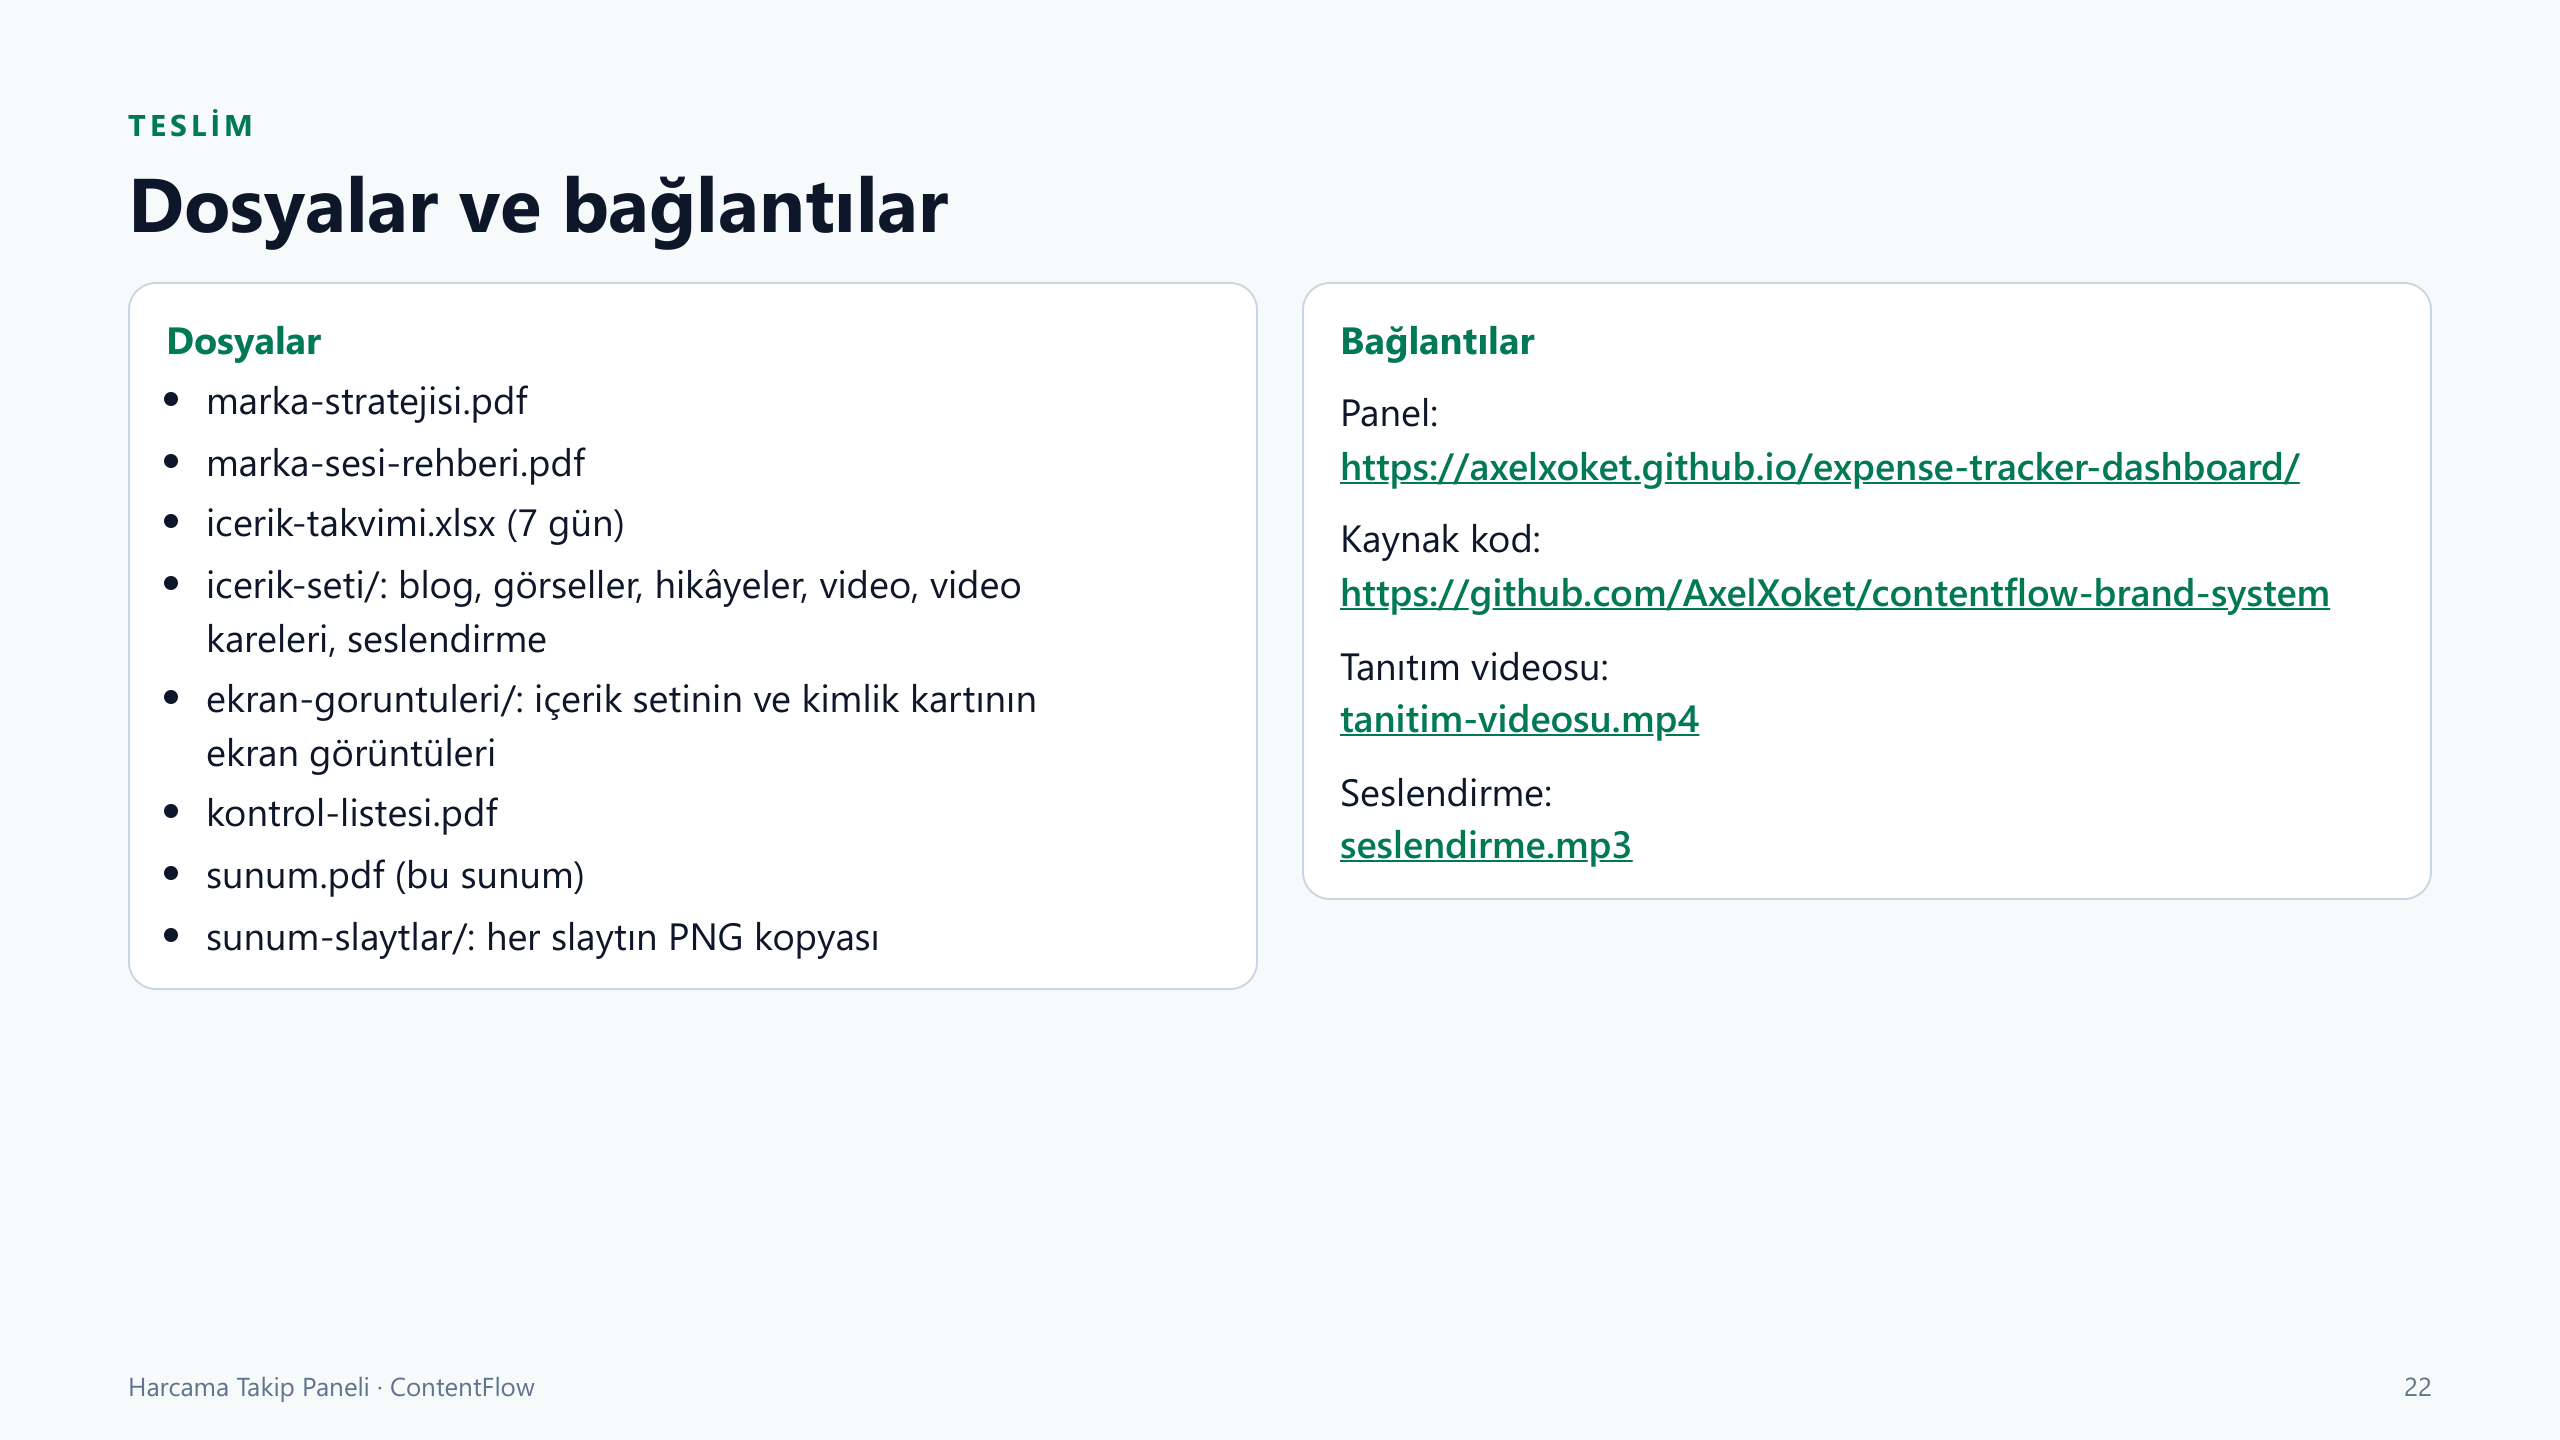 TESLİM
Dosyalar ve bağlantılar
Dosyalar
• marka-stratejisi.pdf
• marka-sesi-rehberi.pdf
• icerik-takvimi.xlsx (7 gün)
• icerik-seti/: blog, görseller, hikâyeler, video, video
kareleri, seslendirme
• ekran-goruntuleri/: içerik setinin ve kimlik kartının
ekran görüntüleri
• kontrol-listesi.pdf
• sunum.pdf (bu sunum)
• sunum-slaytlar/: her slaytın PNG kopyası
Bağlantılar
Panel:
https://axelxoket.github.io/expense-tracker-dashboard/
Kaynak kod:
https://github.com/AxelXoket/contentflow-brand-system
Tanıtım videosu:
tanitim-videosu.mp4
Seslendirme:
seslendirme.mp3
Harcama Takip Paneli · ContentFlow
22